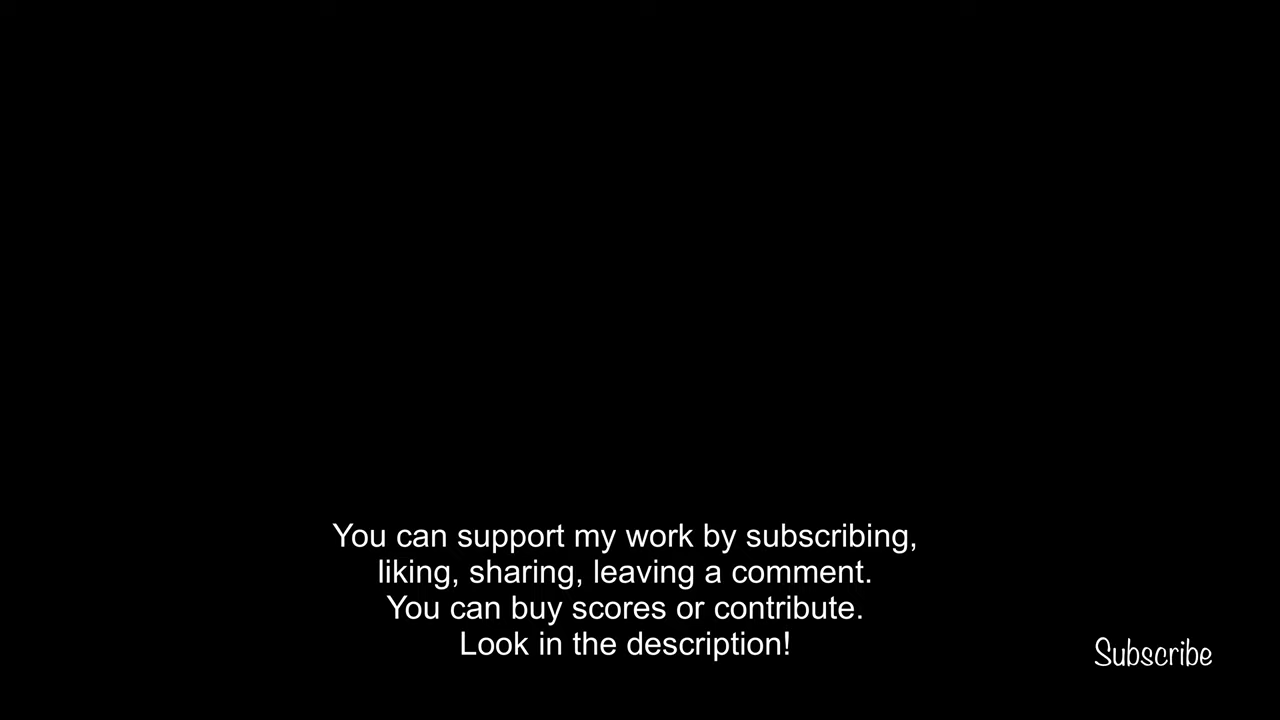 You can support my work by subscribing,
liking, sharing, leaving a comment.
You can buy scores or contribute.
Look in the description!
Subscribe